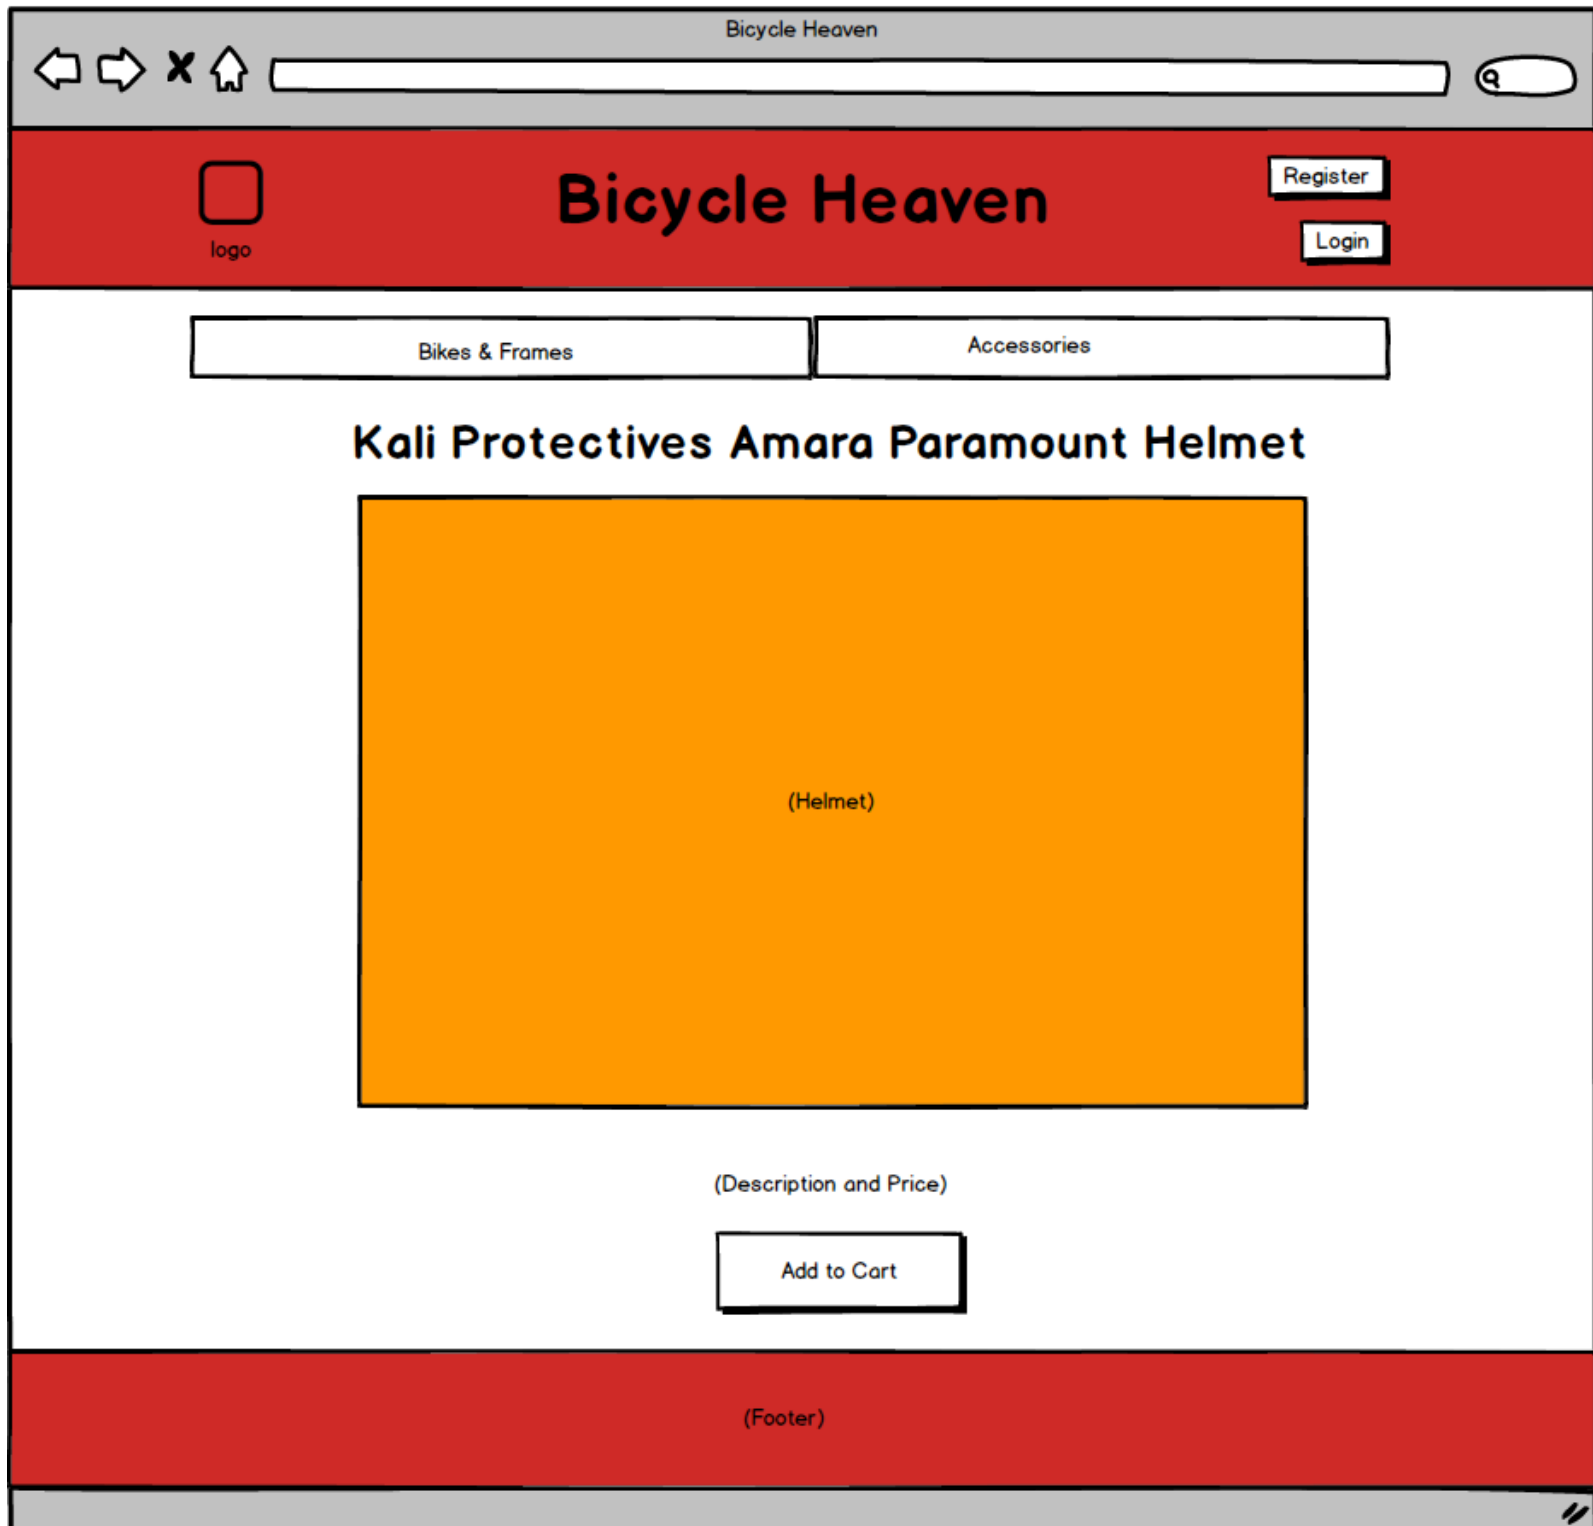 Bicycle Heaven
Bicycle Heaven
Register
Login
logo
Bikes & Frames
Accessories
Kali Protectives Amara Paramount Helmet
(Helmet)
(Description and Price)
Add to Cart
(Footer)